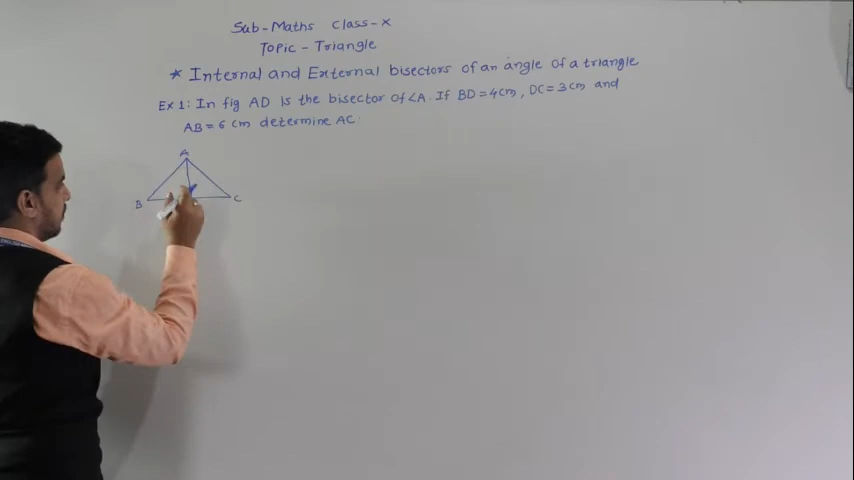 Sub-Maths Class-X
Topic - Triangle
* Internal and External bisectors of an angle of a triangle
Ex 1: In fig AD is the bisector of ∠A. If BD = 4cm, DC = 3cm and
AB = 6 cm determine AC.
A
B
C